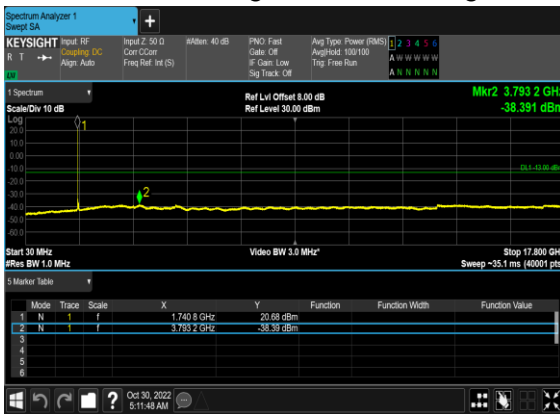 Spectrum Analyzer 1
Swept SA
KEYSIGHT
R T
LV
Input: RF
Coupling: DC
Align: Auto
Input Z: 50 Ω
Corr CCorr
Freq Ref: Int (S)
#Atten: 40 dB
PNO: Fast
Gate: Off
IF Gain: Low
Sig Track: Off
Avg Type: Power (RMS)
Avg|Hold: 100/100
Trig: Free Run
1 2 3 4 5 6
A W W W W W
A N N N N N
1 Spectrum
Scale/Div 10 dB
Ref Lvl Offset 8.00 dB
Ref Level 30.00 dBm
Mkr2 3.793 2 GHz
-38.391 dBm
Log
20.0
10.0
0.00
-10.0
-20.0
-30.0
-40.0
-50.0
-60.0
1
2
DL1 -13.00 dBm
Start 30 MHz
#Res BW 1.0 MHz
Video BW 3.0 MHz*
Stop 17.800 GHz
Sweep ~35.1 ms (40001 pts)
5 Marker Table
Mode Trace Scale X Y Function Function Width Function Value
1 N 1 f 1.740 8 GHz 20.68 dBm
2 N 1 f 3.793 2 GHz -38.39 dBm
3
4
5
6
Oct 30, 2022
5:11:48 AM